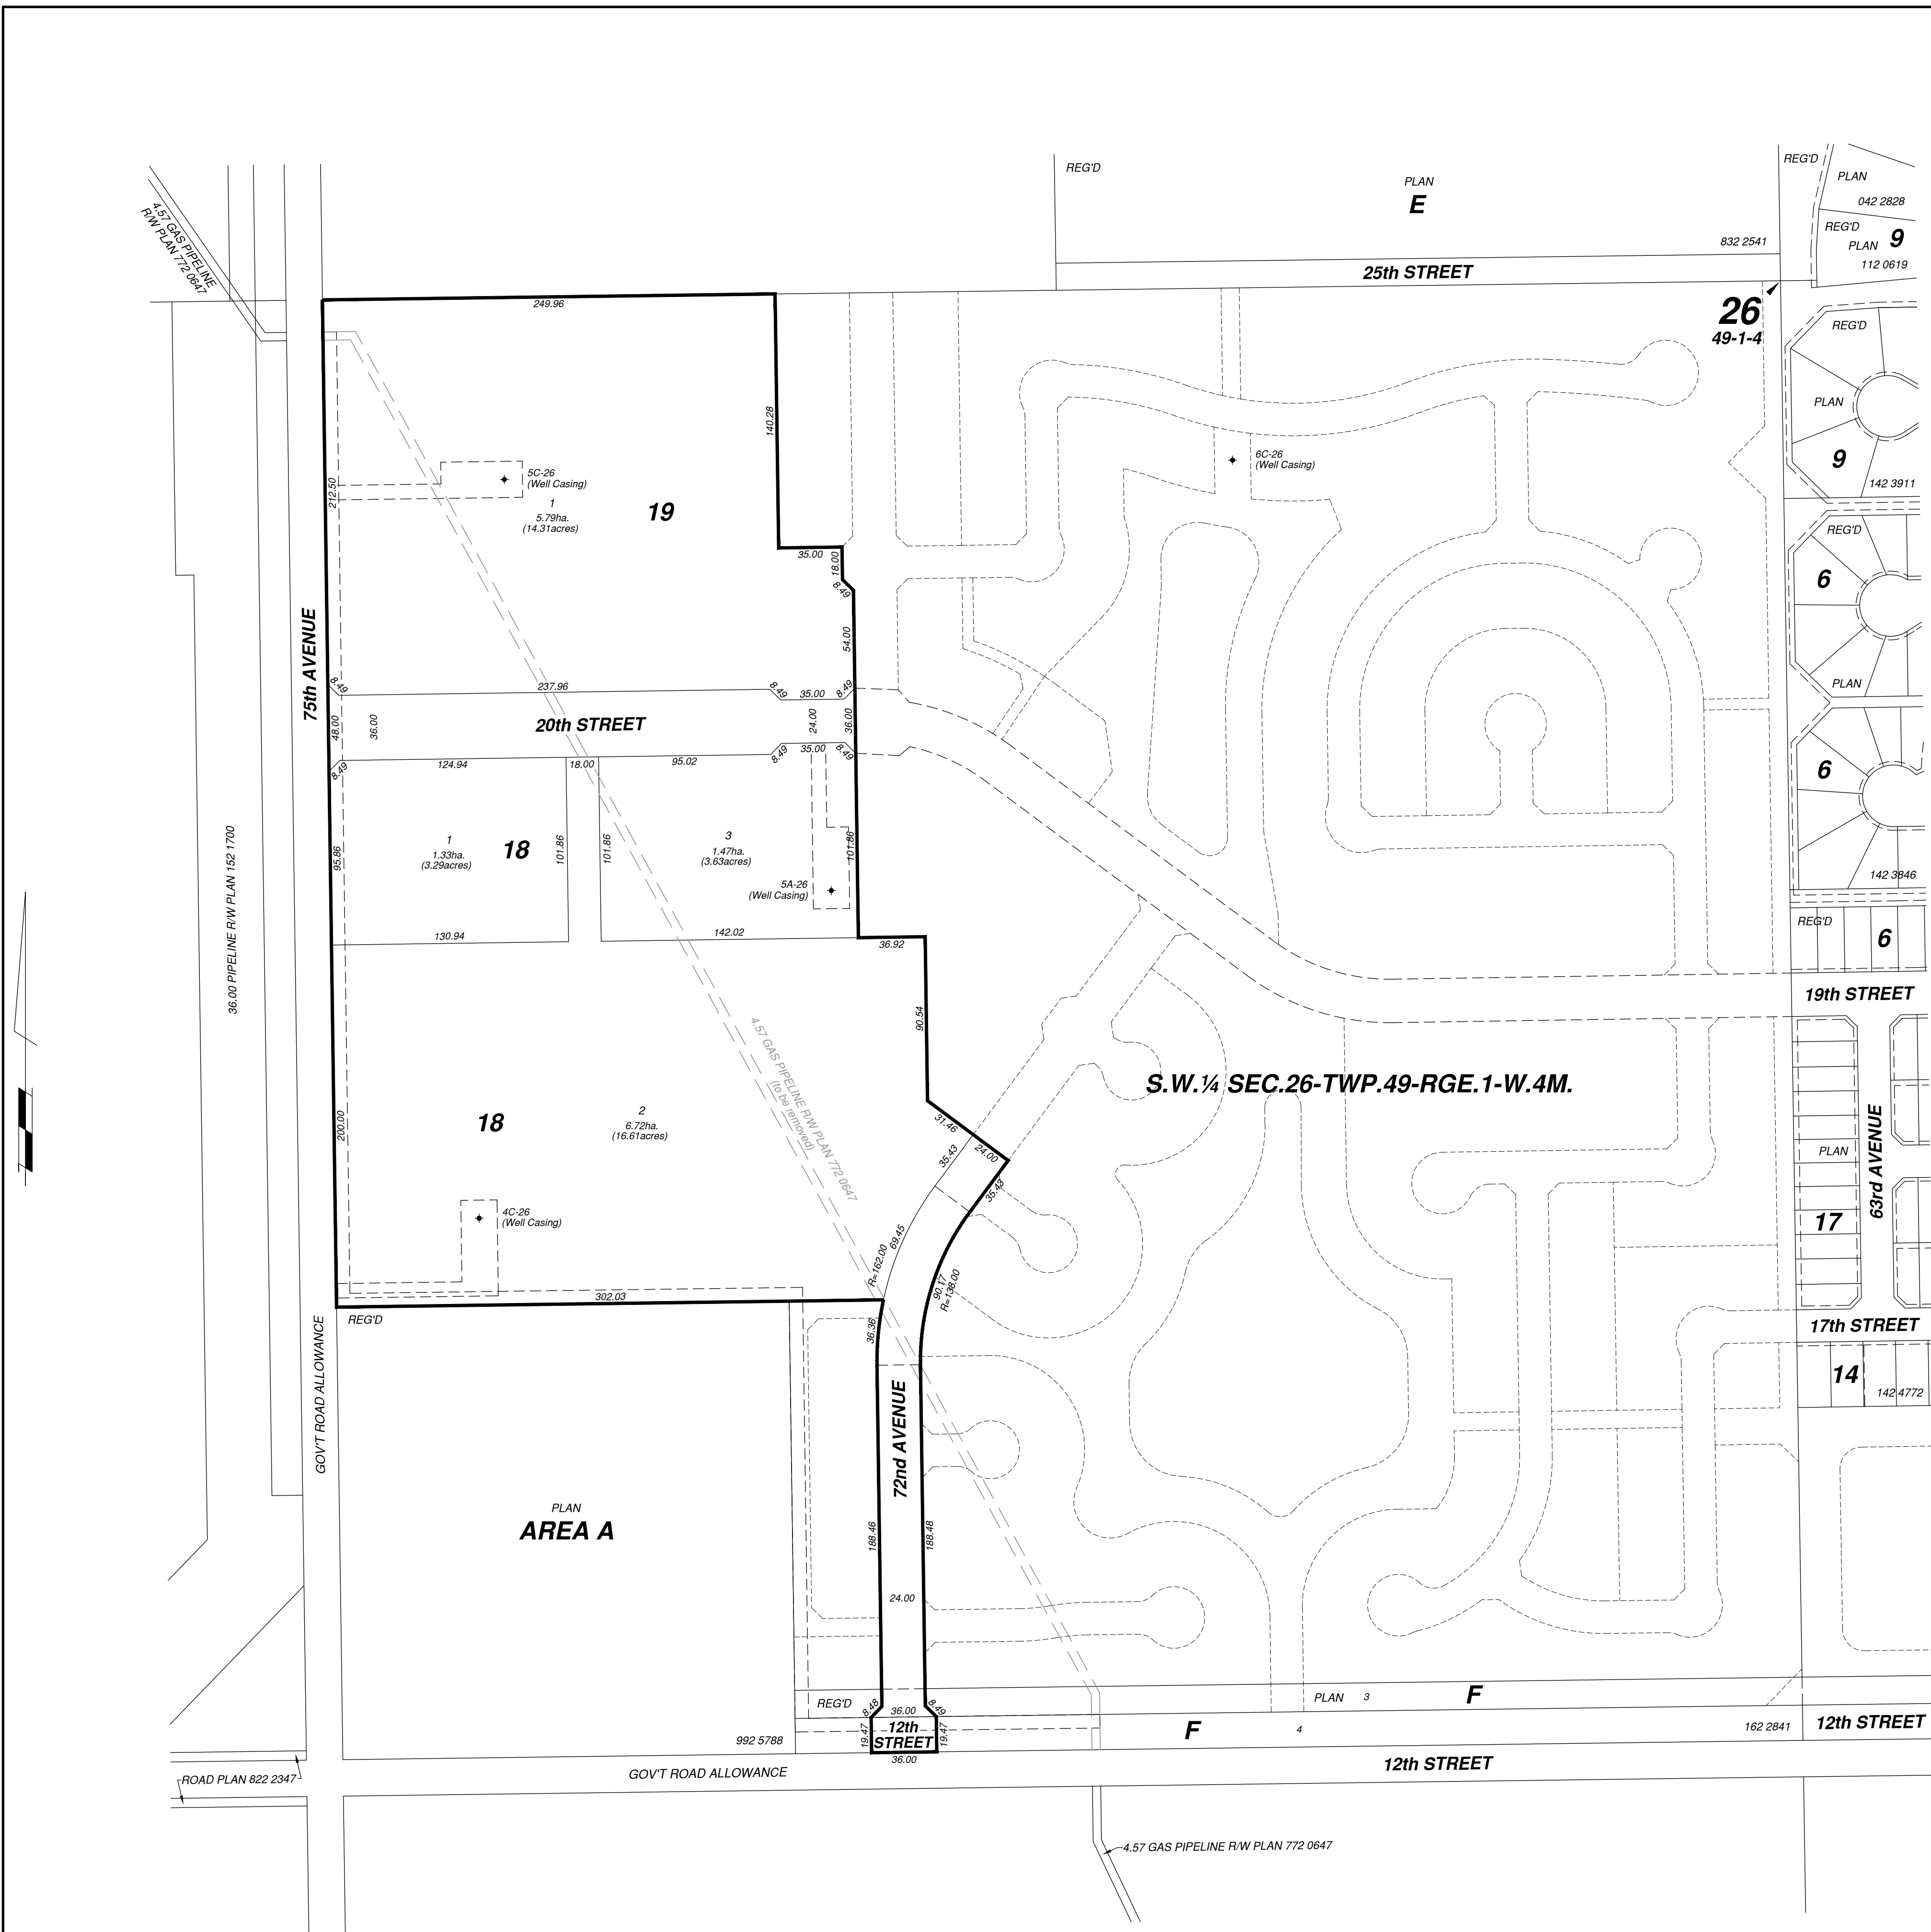 REG'D
PLAN
E
832 2541
25th STREET
REG'D
PLAN
042 2828
REG'D
PLAN 9
112 0619
26
49-1-4
4.57 GAS PIPELINE
R/W PLAN 772 0647
249.96
140.28
212.50
5C-26
(Well Casing)
1
5.79ha.
(14.31acres)
19
35.00
18.00
8.49
54.00
6C-26
(Well Casing)
REG'D
PLAN
9
142 3911
REG'D
6
PLAN
6
142 3846
REG'D
6
19th STREET
75th AVENUE
8.49
237.96
8.49
35.00
8.49
48.00
36.00
20th STREET
24.00
36.00
8.49
124.94
18.00
95.02
8.49
35.00
8.49
95.86
1
1.33ha.
(3.29acres)
18
101.86
101.86
3
1.47ha.
(3.63acres)
101.86
5A-26
(Well Casing)
130.94
142.02
36.92
36.00 PIPELINE R/W PLAN 152 1700
90.54
4.57 GAS PIPELINE R/W PLAN 772 0647
(to be removed)
S.W.¼ SEC.26-TWP.49-RGE.1-W.4M.
200.00
18
2
6.72ha.
(16.61acres)
31.46
24.00
35.43
35.43
4C-26
(Well Casing)
69.45
R=162.00
90.17
R=138.00
302.03
PLAN
63rd AVENUE
17
17th STREET
14
142 4772
REG'D
36.36
GOV'T ROAD ALLOWANCE
72nd AVENUE
PLAN
AREA A
188.46
188.48
24.00
REG'D
8.48
36.00
8.49
19.47
12th
STREET
19.47
36.00
PLAN 3
F
F
4
162 2841
12th STREET
992 5788
GOV'T ROAD ALLOWANCE
12th STREET
ROAD PLAN 822 2347
4.57 GAS PIPELINE R/W PLAN 772 0647